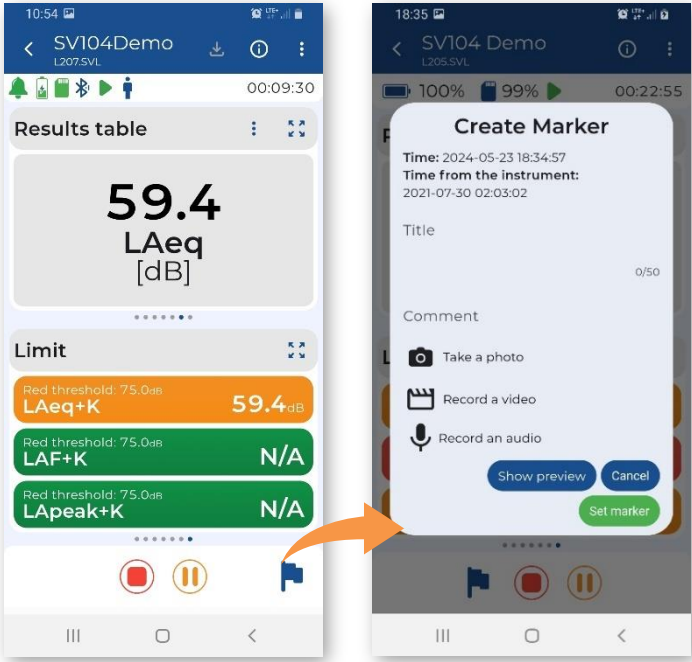 10:54
SV104Demo
L207.SVL
00:09:30
Results table
59.4
LAeq
[dB]
Limit
Red threshold: 75.0dB
LAeq+K
59.4dB
Red threshold: 75.0dB
LAF+K
N/A
Red threshold: 75.0dB
LApeak+K
N/A
18:35
SV104 Demo
L205.SVL
100%
99%
00:22:55
Create Marker
Time: 2024-05-23 18:34:57
Time from the instrument:
2021-07-30 02:03:02
Title
0/50
Comment
Take a photo
Record a video
Record an audio
Show preview
Cancel
Set marker